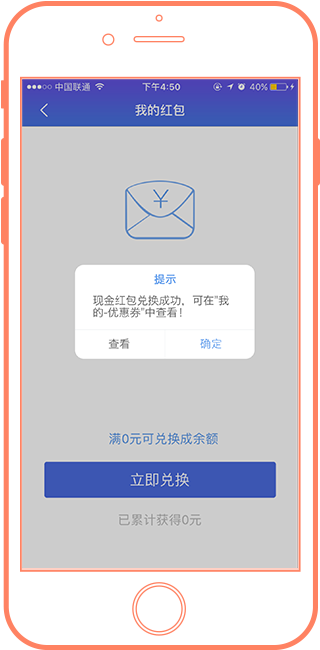 中国联通 下午4:50 40%
我的红包
提示
现金红包兑换成功，可在"我
的-优惠券"中查看！
查看 确定
满0元可兑换成余额
立即兑换
已累计获得0元